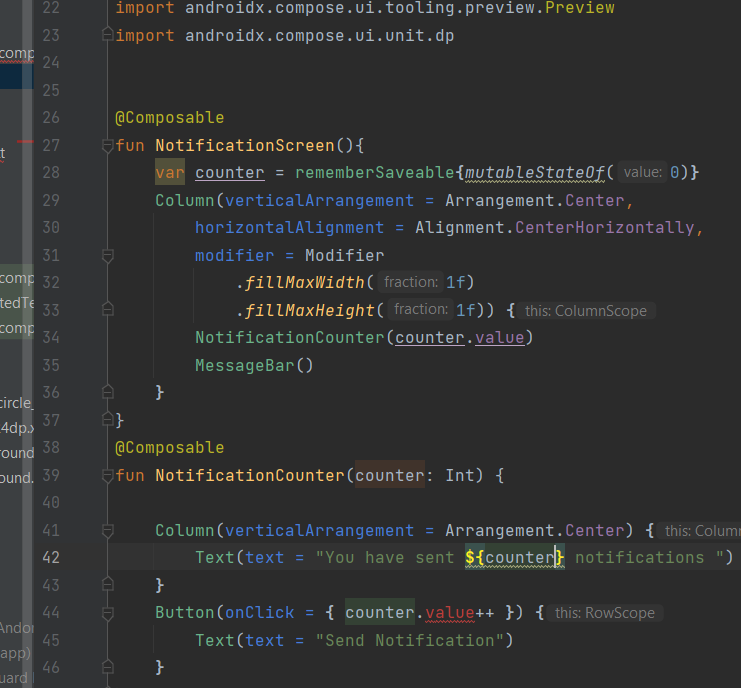 22 import androidx.compose.ui.tooling.preview.Preview
23 import androidx.compose.ui.unit.dp
24
25
26 @Composable
27 fun NotificationScreen(){
28 var counter = rememberSaveable{mutableStateOf( value: 0)}
29 Column(verticalArrangement = Arrangement.Center,
30 horizontalAlignment = Alignment.CenterHorizontally,
31 modifier = Modifier
32 .fillMaxWidth( fraction: 1f)
33 .fillMaxHeight( fraction: 1f)) { this: ColumnScope
34 NotificationCounter(counter.value)
35 MessageBar()
36 }
37 }
38 @Composable
39 fun NotificationCounter(counter: Int) {
40
41 Column(verticalArrangement = Arrangement.Center) { this: Colum
42 Text(text = "You have sent ${counter} notifications ")
43 }
44 Button(onClick = { counter.value++ }) { this: RowScope
45 Text(text = "Send Notification")
46 }
comp
t
comp
tedTe
comp
circle_
4dp.x
round
ound.
Andor
app)
uard